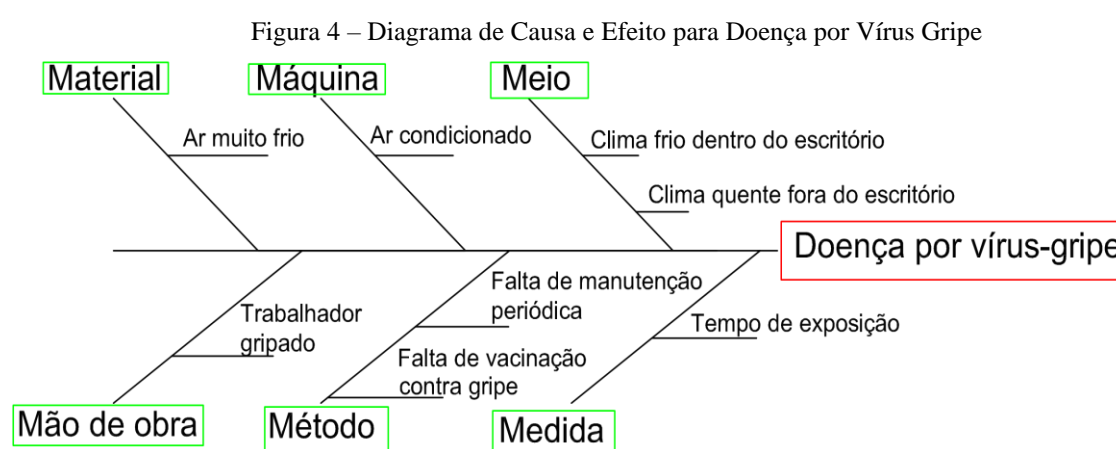 Figura 4 – Diagrama de Causa e Efeito para Doença por Vírus Gripe
Material
Máquina
Meio
Ar muito frio
Ar condicionado
Clima frio dentro do escritório
Clima quente fora do escritório
Doença por vírus-gripe
Trabalhador
gripado
Falta de manutenção
periódica
Falta de vacinação
contra gripe
Tempo de exposição
Mão de obra
Método
Medida